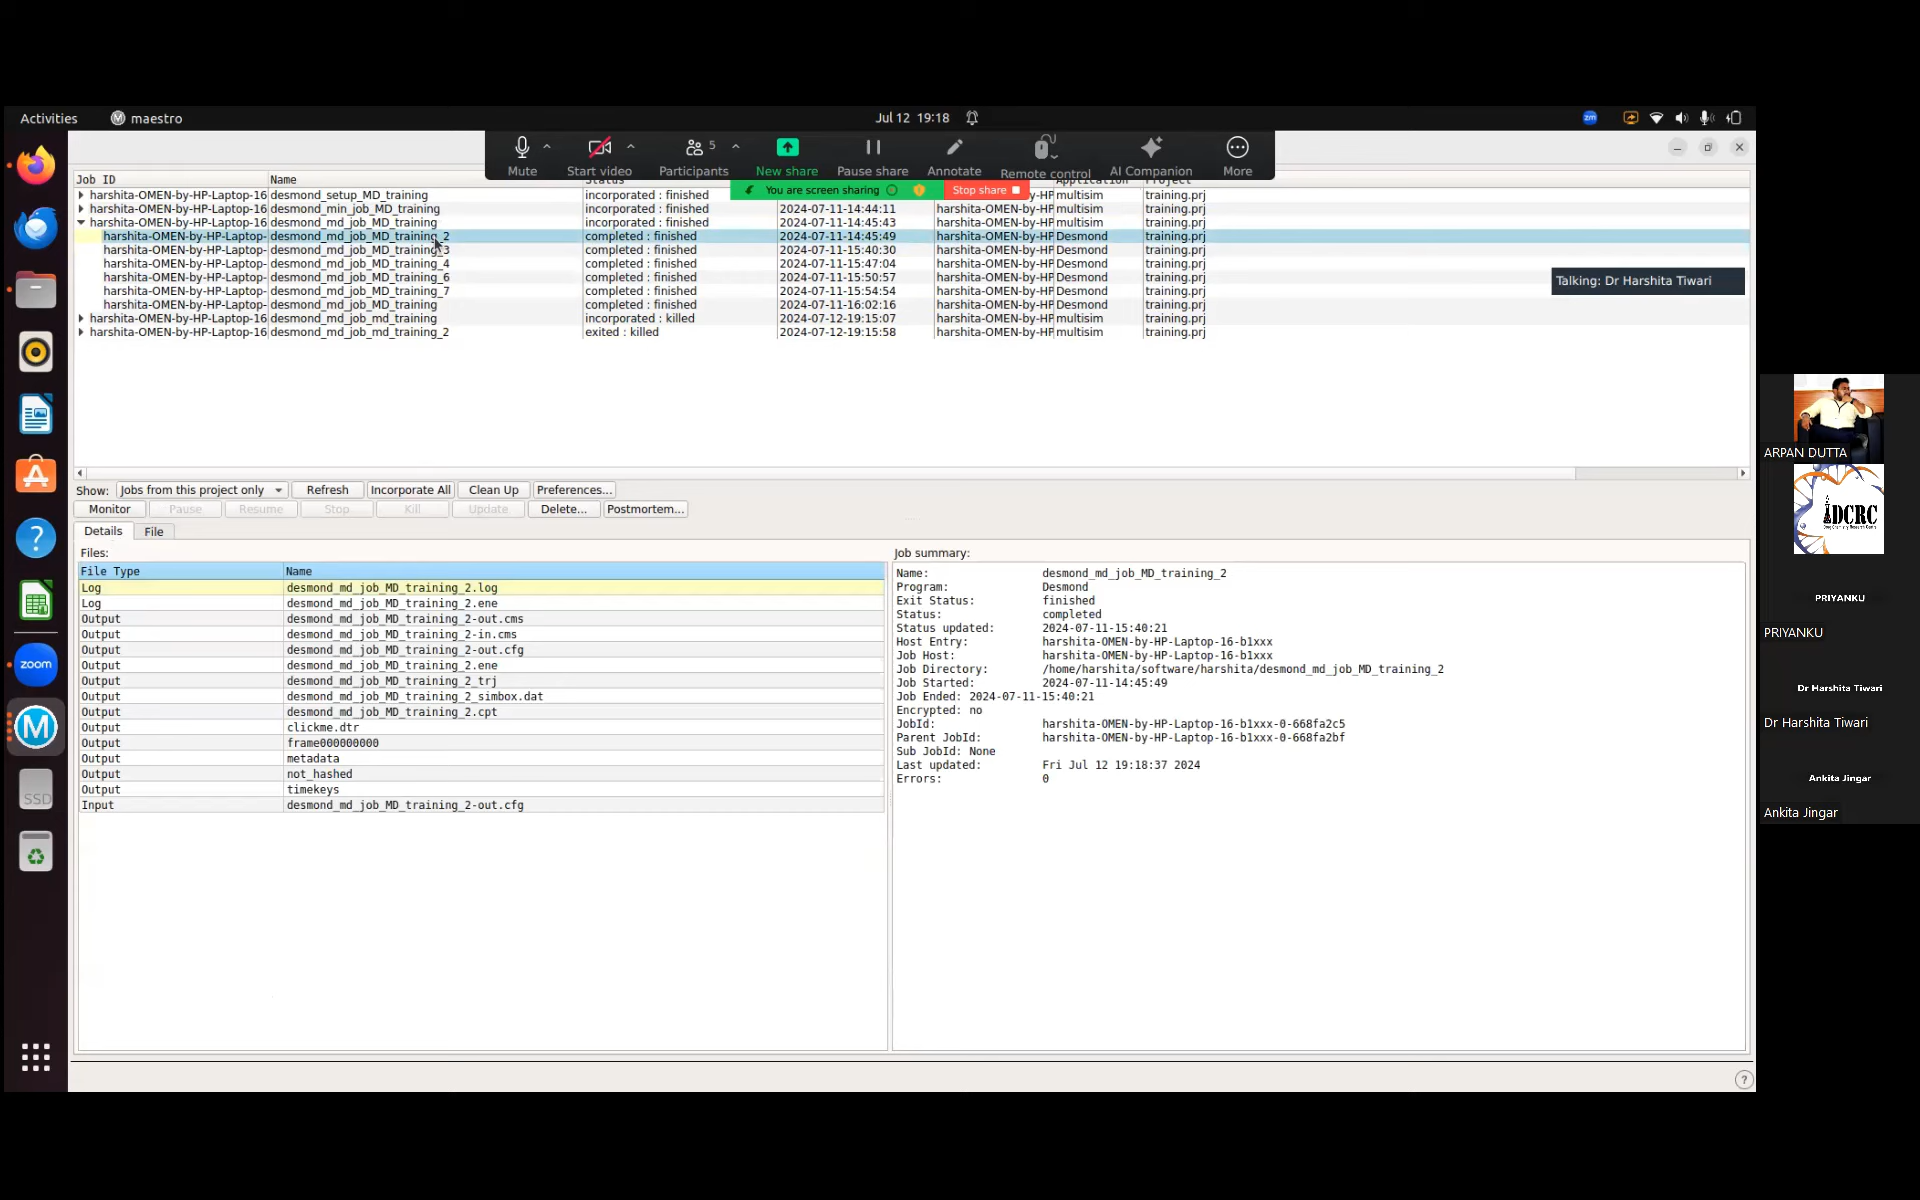 Activities maestro Jul 12 19:18 zm
Mute Start video Participants 5 New share Pause share Annotate Remote control AI Companion More
You are screen sharing Stop share
Job ID Name Status Application Project
harshita-OMEN-by-HP-Laptop-16 desmond_setup_MD_training incorporated : finished y-HP multisim training.prj
harshita-OMEN-by-HP-Laptop-16 desmond_min_job_MD_training incorporated : finished 2024-07-11-14:44:11 harshita-OMEN-by-HP multisim training.prj
harshita-OMEN-by-HP-Laptop-16 desmond_md_job_MD_training incorporated : finished 2024-07-11-14:45:43 harshita-OMEN-by-HP multisim training.prj
harshita-OMEN-by-HP-Laptop- desmond_md_job_MD_training_2 completed : finished 2024-07-11-14:45:49 harshita-OMEN-by-HP Desmond training.prj
harshita-OMEN-by-HP-Laptop- desmond_md_job_MD_training_3 completed : finished 2024-07-11-15:40:30 harshita-OMEN-by-HP Desmond training.prj
harshita-OMEN-by-HP-Laptop- desmond_md_job_MD_training_4 completed : finished 2024-07-11-15:47:04 harshita-OMEN-by-HP Desmond training.prj
harshita-OMEN-by-HP-Laptop- desmond_md_job_MD_training_6 completed : finished 2024-07-11-15:50:57 harshita-OMEN-by-HP Desmond training.prj
harshita-OMEN-by-HP-Laptop- desmond_md_job_MD_training_7 completed : finished 2024-07-11-15:54:54 harshita-OMEN-by-HP Desmond training.prj
harshita-OMEN-by-HP-Laptop- desmond_md_job_MD_training completed : finished 2024-07-11-16:02:16 harshita-OMEN-by-HP Desmond training.prj
harshita-OMEN-by-HP-Laptop-16 desmond_md_job_md_training incorporated : killed 2024-07-12-19:15:07 harshita-OMEN-by-HP multisim training.prj
harshita-OMEN-by-HP-Laptop-16 desmond_md_job_md_training_2 exited : killed 2024-07-12-19:15:58 harshita-OMEN-by-HP multisim training.prj
Talking: Dr Harshita Tiwari
Show: Jobs from this project only Refresh Incorporate All Clean Up Preferences...
Monitor Pause Resume Stop Kill Update Delete... Postmortem...
Details File
Files:
File Type Name
Log desmond_md_job_MD_training_2.log
Log desmond_md_job_MD_training_2.ene
Output desmond_md_job_MD_training_2-out.cms
Output desmond_md_job_MD_training_2-in.cms
Output desmond_md_job_MD_training_2-out.cfg
Output desmond_md_job_MD_training_2.ene
Output desmond_md_job_MD_training_2_trj
Output desmond_md_job_MD_training_2_simbox.dat
Output desmond_md_job_MD_training_2.cpt
Output clickme.dtr
Output frame000000000
Output metadata
Output not_hashed
Output timekeys
Input desmond_md_job_MD_training_2-out.cfg
Job summary:
Name: desmond_md_job_MD_training_2
Program: Desmond
Exit Status: finished
Status: completed
Status updated: 2024-07-11-15:40:21
Host Entry: harshita-OMEN-by-HP-Laptop-16-b1xxx
Job Host: harshita-OMEN-by-HP-Laptop-16-b1xxx
Job Directory: /home/harshita/software/harshita/desmond_md_job_MD_training_2
Job Started: 2024-07-11-14:45:49
Job Ended: 2024-07-11-15:40:21
Encrypted: no
JobId: harshita-OMEN-by-HP-Laptop-16-b1xxx-0-668fa2c5
Parent JobId: harshita-OMEN-by-HP-Laptop-16-b1xxx-0-668fa2bf
Sub JobId: None
Last updated: Fri Jul 12 19:18:37 2024
Errors: 0
zoom
SSD
ARPAN DUTTA
DCRC
PRIYANKU
PRIYANKU
Dr Harshita Tiwari
Dr Harshita Tiwari
Ankita Jingar
Ankita Jingar